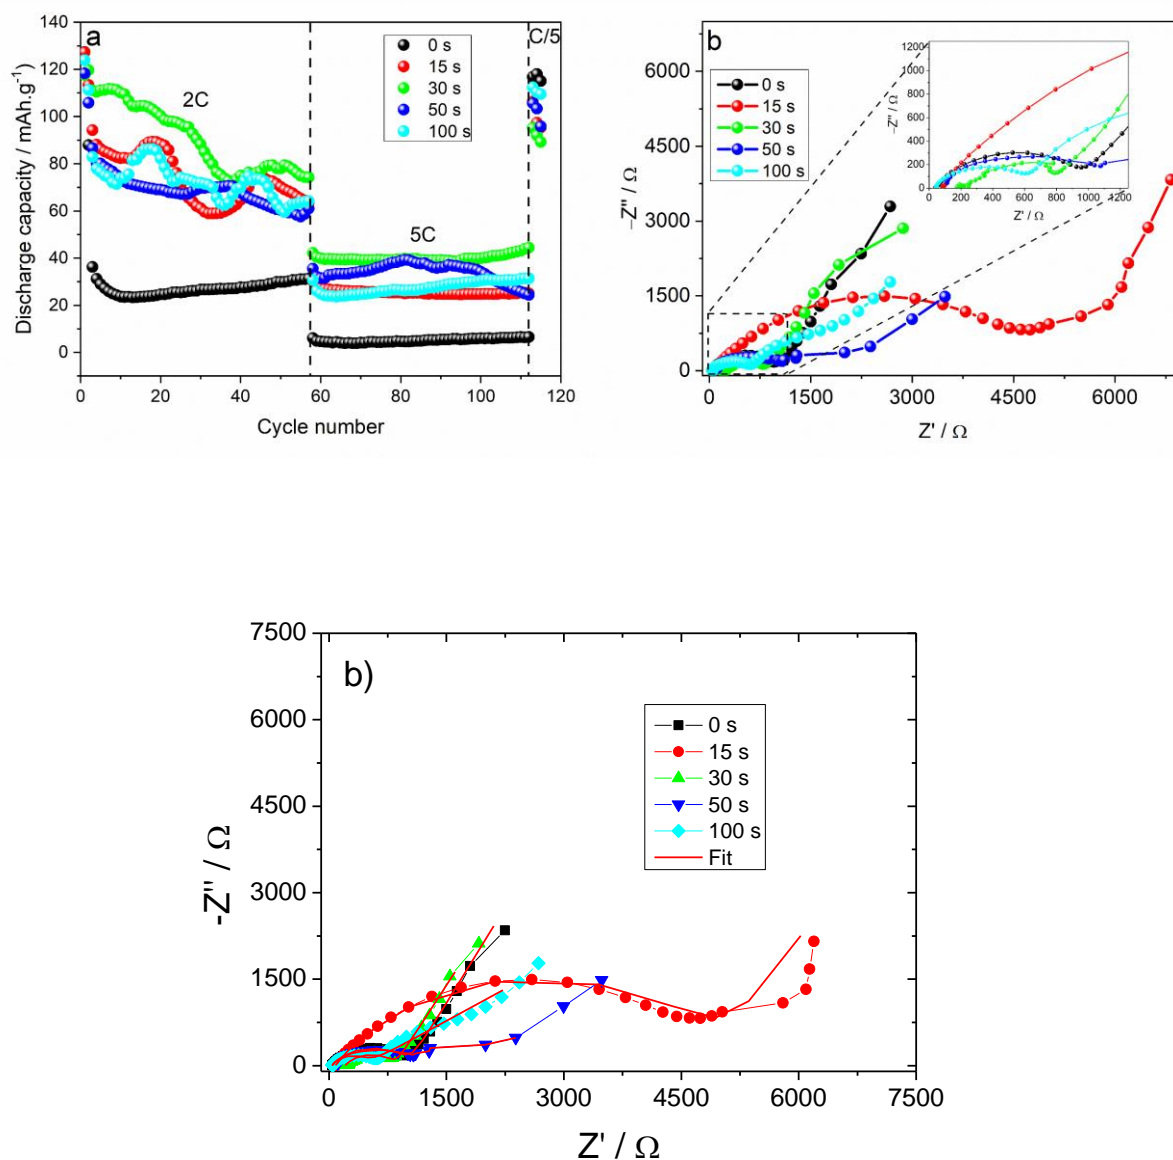 a
140
120
100
80
60
40
20
0
0
20
40
60
80
100
120
Discharge capacity / mAh.g⁻¹
Cycle number
2C
5C
C/5
0 s
15 s
30 s
50 s
100 s
b
6000
4500
3000
1500
0
0
1500
3000
4500
6000
−Z'' / Ω
Z' / Ω
0 s
15 s
30 s
50 s
100 s
1200
1000
800
600
400
200
0
0
200
400
600
800
1000
1200
−Z'' / Ω
Z' / Ω
b)
7500
6000
4500
3000
1500
0
0
1500
3000
4500
6000
7500
-Z'' / Ω
Z' / Ω
0 s
15 s
30 s
50 s
100 s
Fit